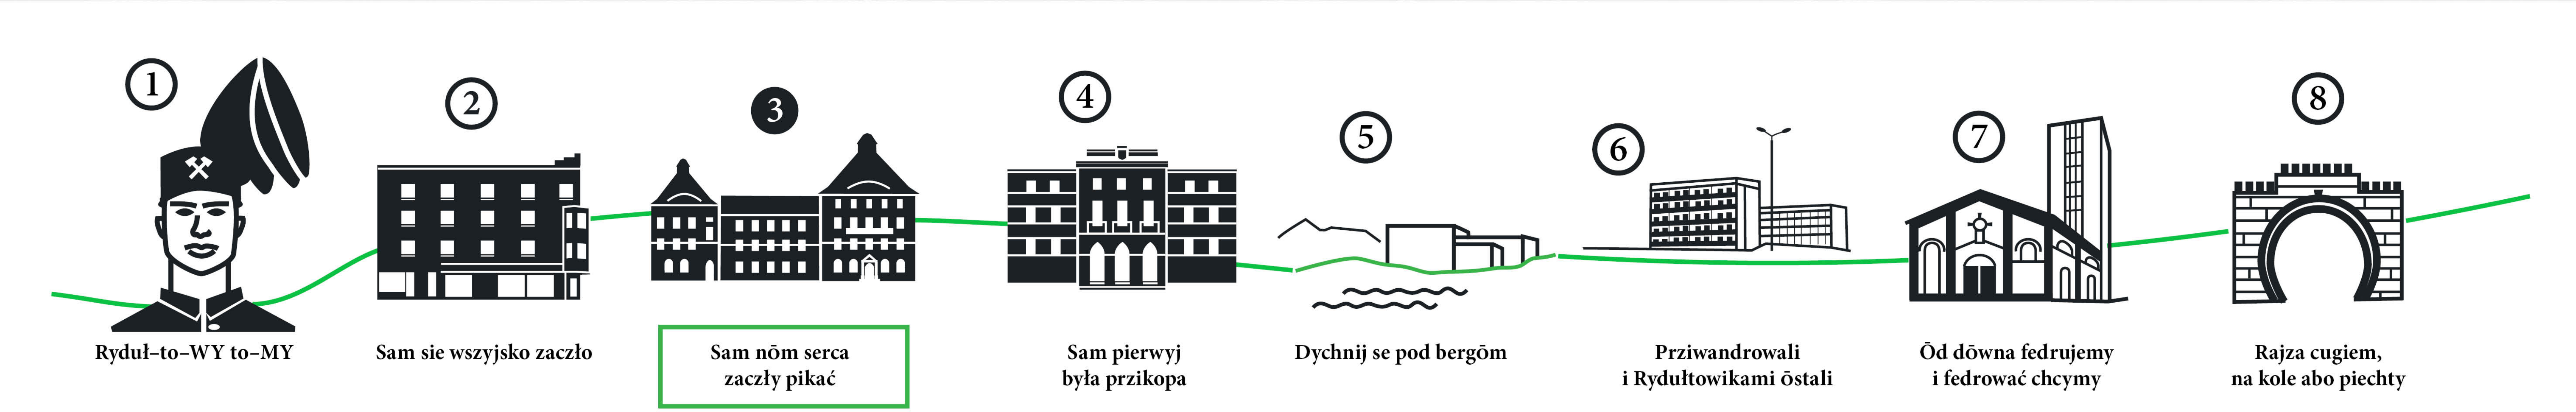 1
2
3
4
5
6
7
8
Ryduł–to–WY to–MY
Sam sie wszyjsko zaczło
Sam nōm serca
zaczły pikać
Sam pierwyj
była przikopa
Dychnij se pod bergōm
Prziwandrowali
i Rydułtowikami ōstali
Ōd dōwna fedrujemy
i fedrować chcymy
Rajza cugiem,
na kole abo piechty